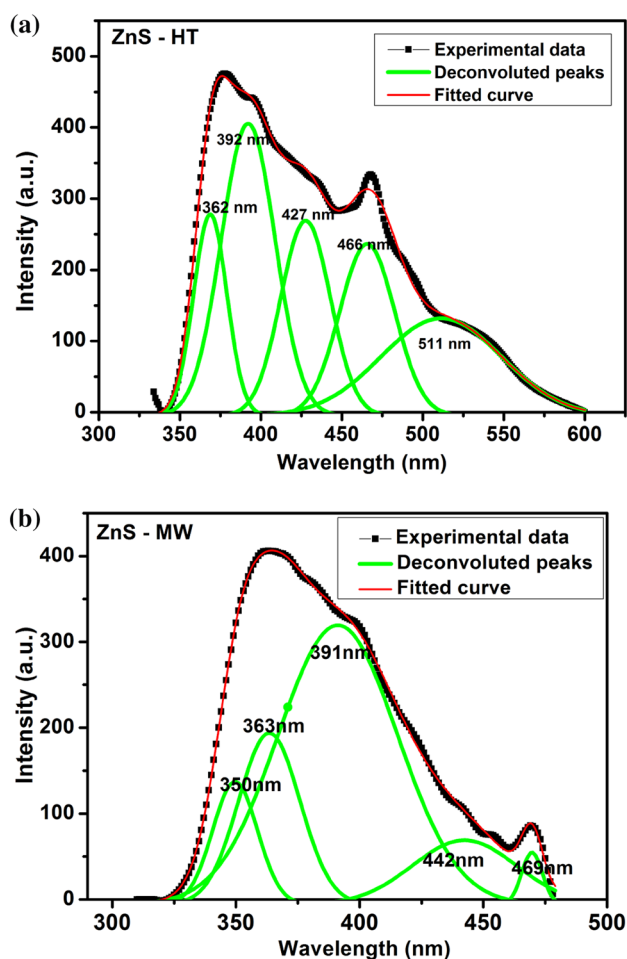 (a)
ZnS - HT
Experimental data
Deconvoluted peaks
Fitted curve
500
400
300
200
100
0
Intensity (a.u.)
392 nm
362 nm
427 nm
466 nm
511 nm
300 350 400 450 500 550 600
Wavelength (nm)
(b)
ZnS - MW
Experimental data
Deconvoluted peaks
Fitted curve
400
300
200
100
0
Intensity (a.u.)
391nm
363nm
350nm
442nm
469nm
300 350 400 450 500
Wavelength (nm)